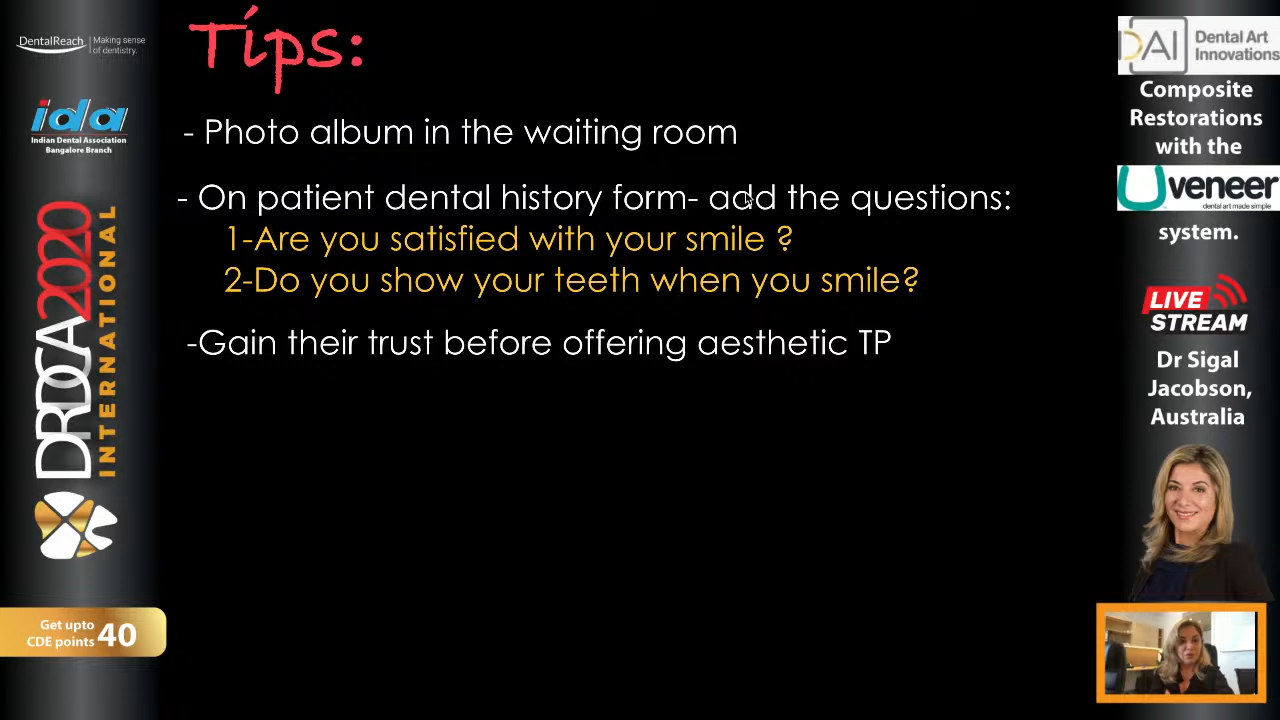 DentalReach
Making sense
of dentistry.
ida
Indian Dental Association
Bangalore Branch
DRDCA2020
INTERNATIONAL
Get upto
CDE points
40
Tips:
- Photo album in the waiting room
- On patient dental history form- add the questions:
1-Are you satisfied with your smile ?
2-Do you show your teeth when you smile?
-Gain their trust before offering aesthetic TP
DAI
Dental Art
Innovations
Composite
Restorations
with the
Uveneer
dental art made simple
system.
LIVE
STREAM
Dr Sigal
Jacobson,
Australia